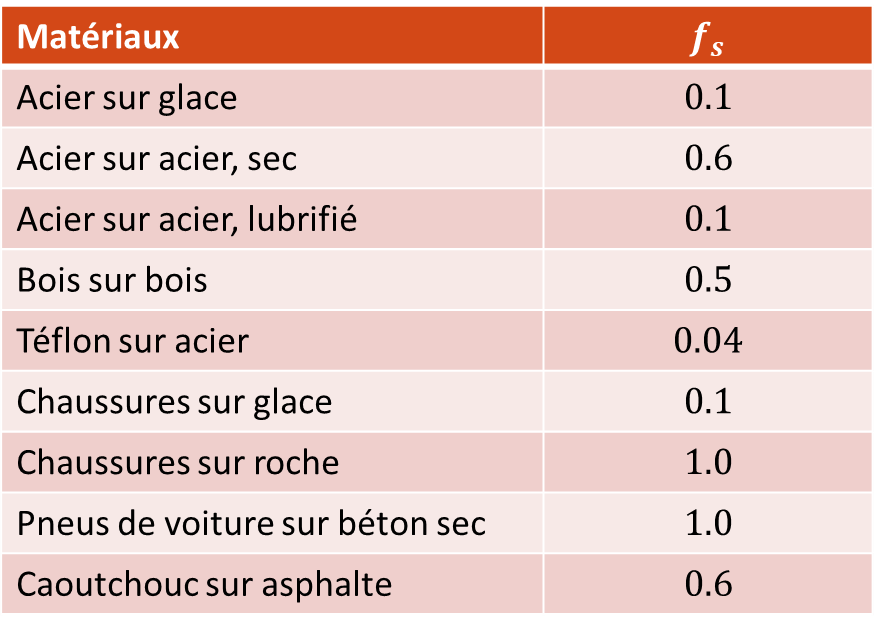 Matériaux f_s
Acier sur glace 0.1
Acier sur acier, sec 0.6
Acier sur acier, lubrifié 0.1
Bois sur bois 0.5
Téflon sur acier 0.04
Chaussures sur glace 0.1
Chaussures sur roche 1.0
Pneus de voiture sur béton sec 1.0
Caoutchouc sur asphalte 0.6